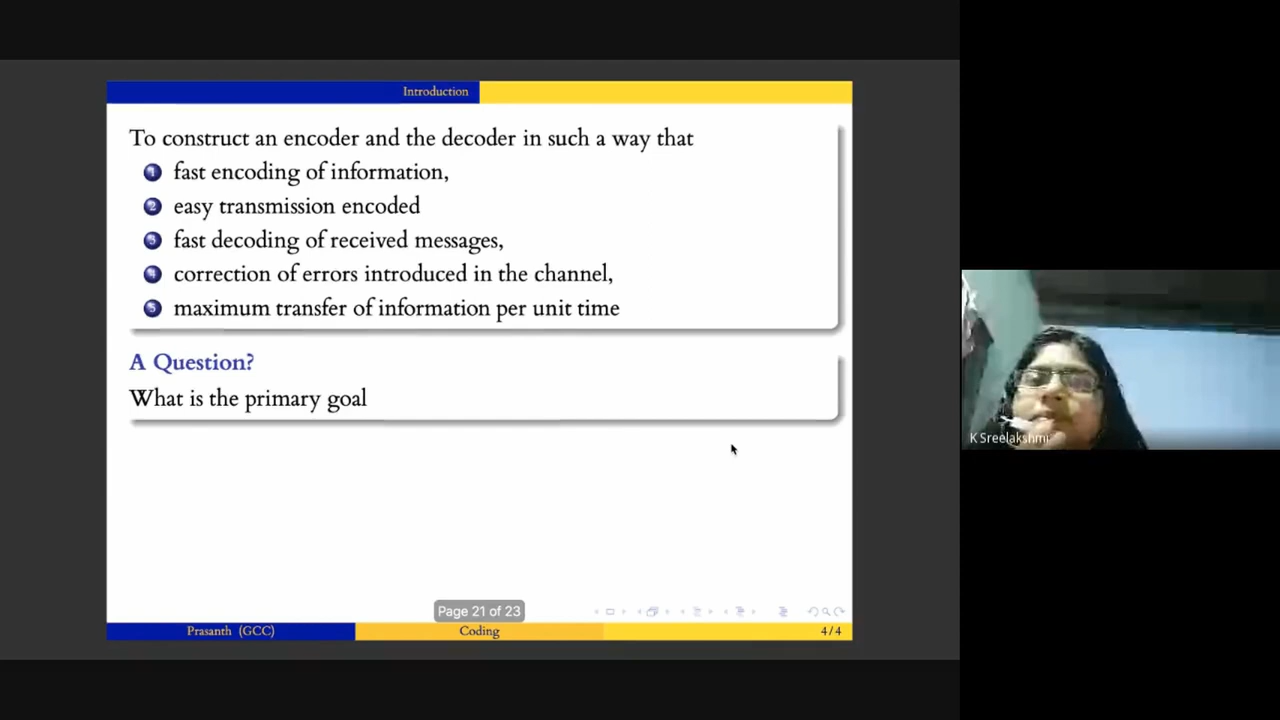 Introduction
To construct an encoder and the decoder in such a way that
1 fast encoding of information,
2 easy transmission encoded
3 fast decoding of received messages,
4 correction of errors introduced in the channel,
5 maximum transfer of information per unit time
A Question?
What is the primary goal
K Sreelakshmi
Page 21 of 23
Prasanth (GCC)
Coding
4/4